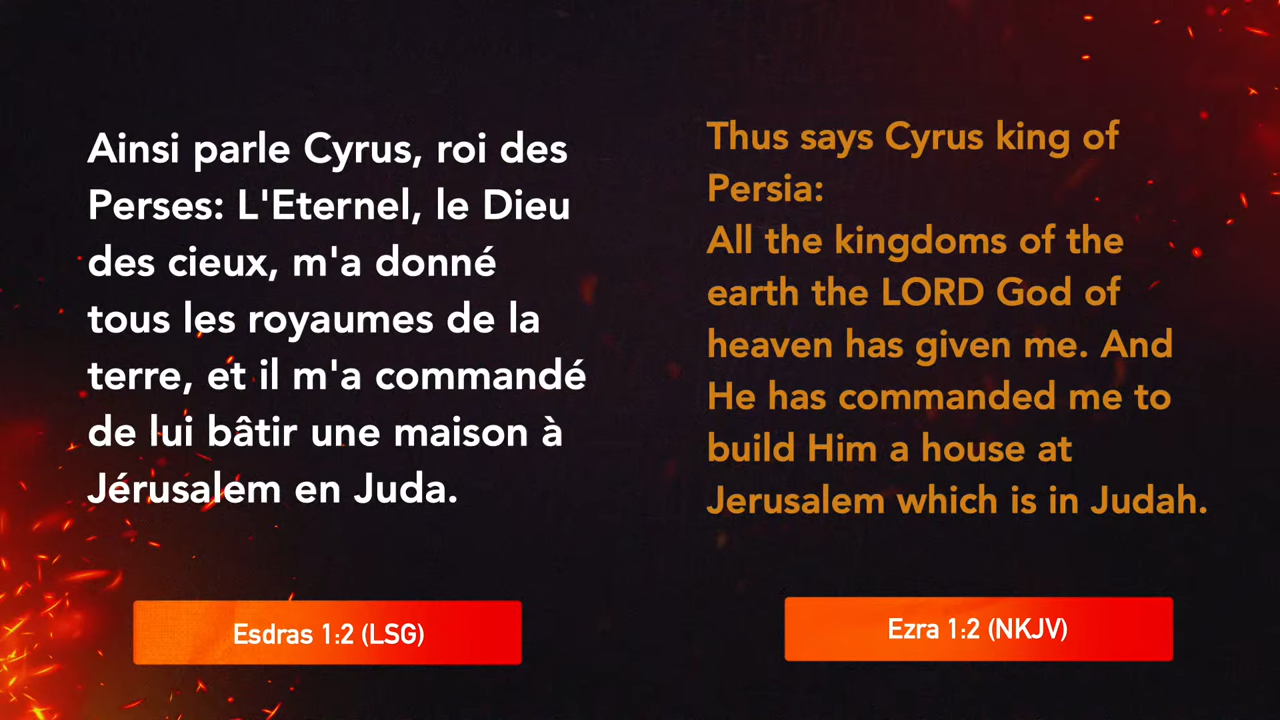 Ainsi parle Cyrus, roi des
Perses: L'Eternel, le Dieu
des cieux, m'a donné
tous les royaumes de la
terre, et il m'a commandé
de lui bâtir une maison à
Jérusalem en Juda.
Esdras 1:2 (LSG)
Thus says Cyrus king of
Persia:
All the kingdoms of the
earth the LORD God of
heaven has given me. And
He has commanded me to
build Him a house at
Jerusalem which is in Judah.
Ezra 1:2 (NKJV)